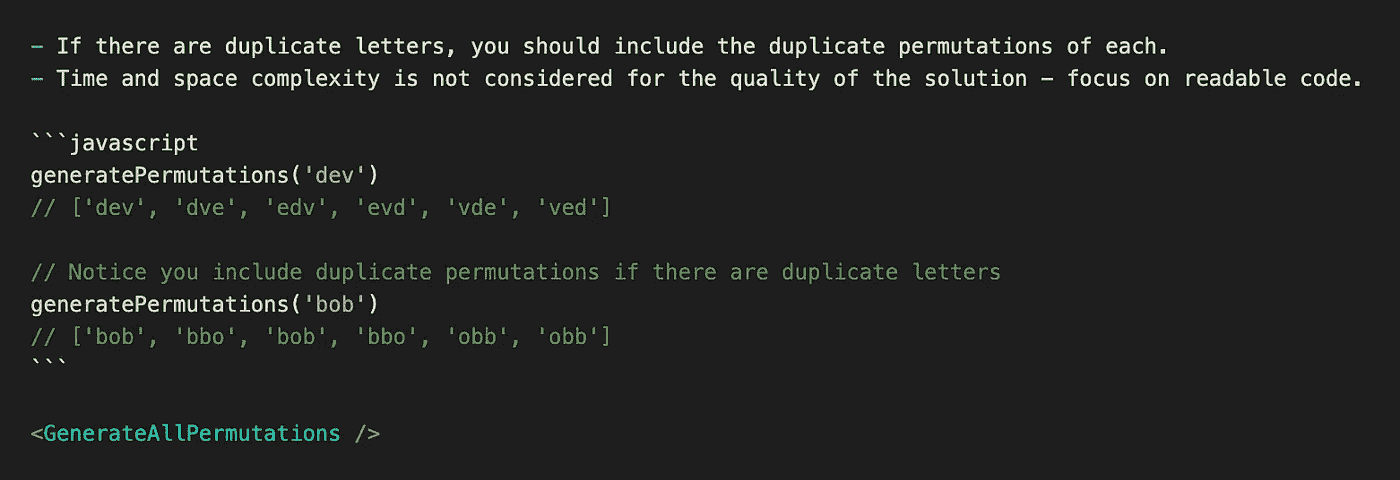 - If there are duplicate letters, you should include the duplicate permutations of each.
- Time and space complexity is not considered for the quality of the solution - focus on readable code.
```javascript
generatePermutations('dev')
// ['dev', 'dve', 'edv', 'evd', 'vde', 'ved']
// Notice you include duplicate permutations if there are duplicate letters
generatePermutations('bob')
// ['bob', 'bbo', 'bob', 'bbo', 'obb', 'obb']
```
<GenerateAllPermutations />